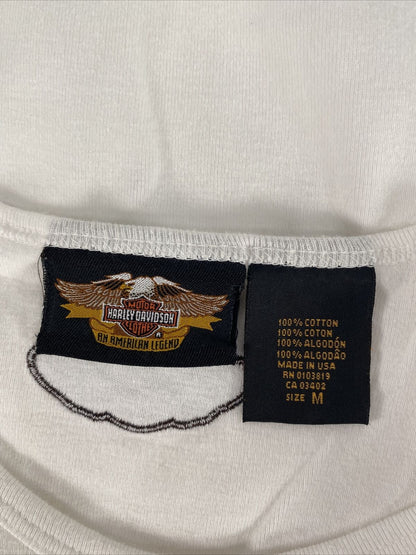 MOTOR
HARLEY-DAVIDSON
CLOTHES
AN AMERICAN LEGEND
100% COTTON
100% COTON
100% ALGODÓN
100% ALGODÃO
MADE IN USA
RN 0103819
CA 03402
SIZE M